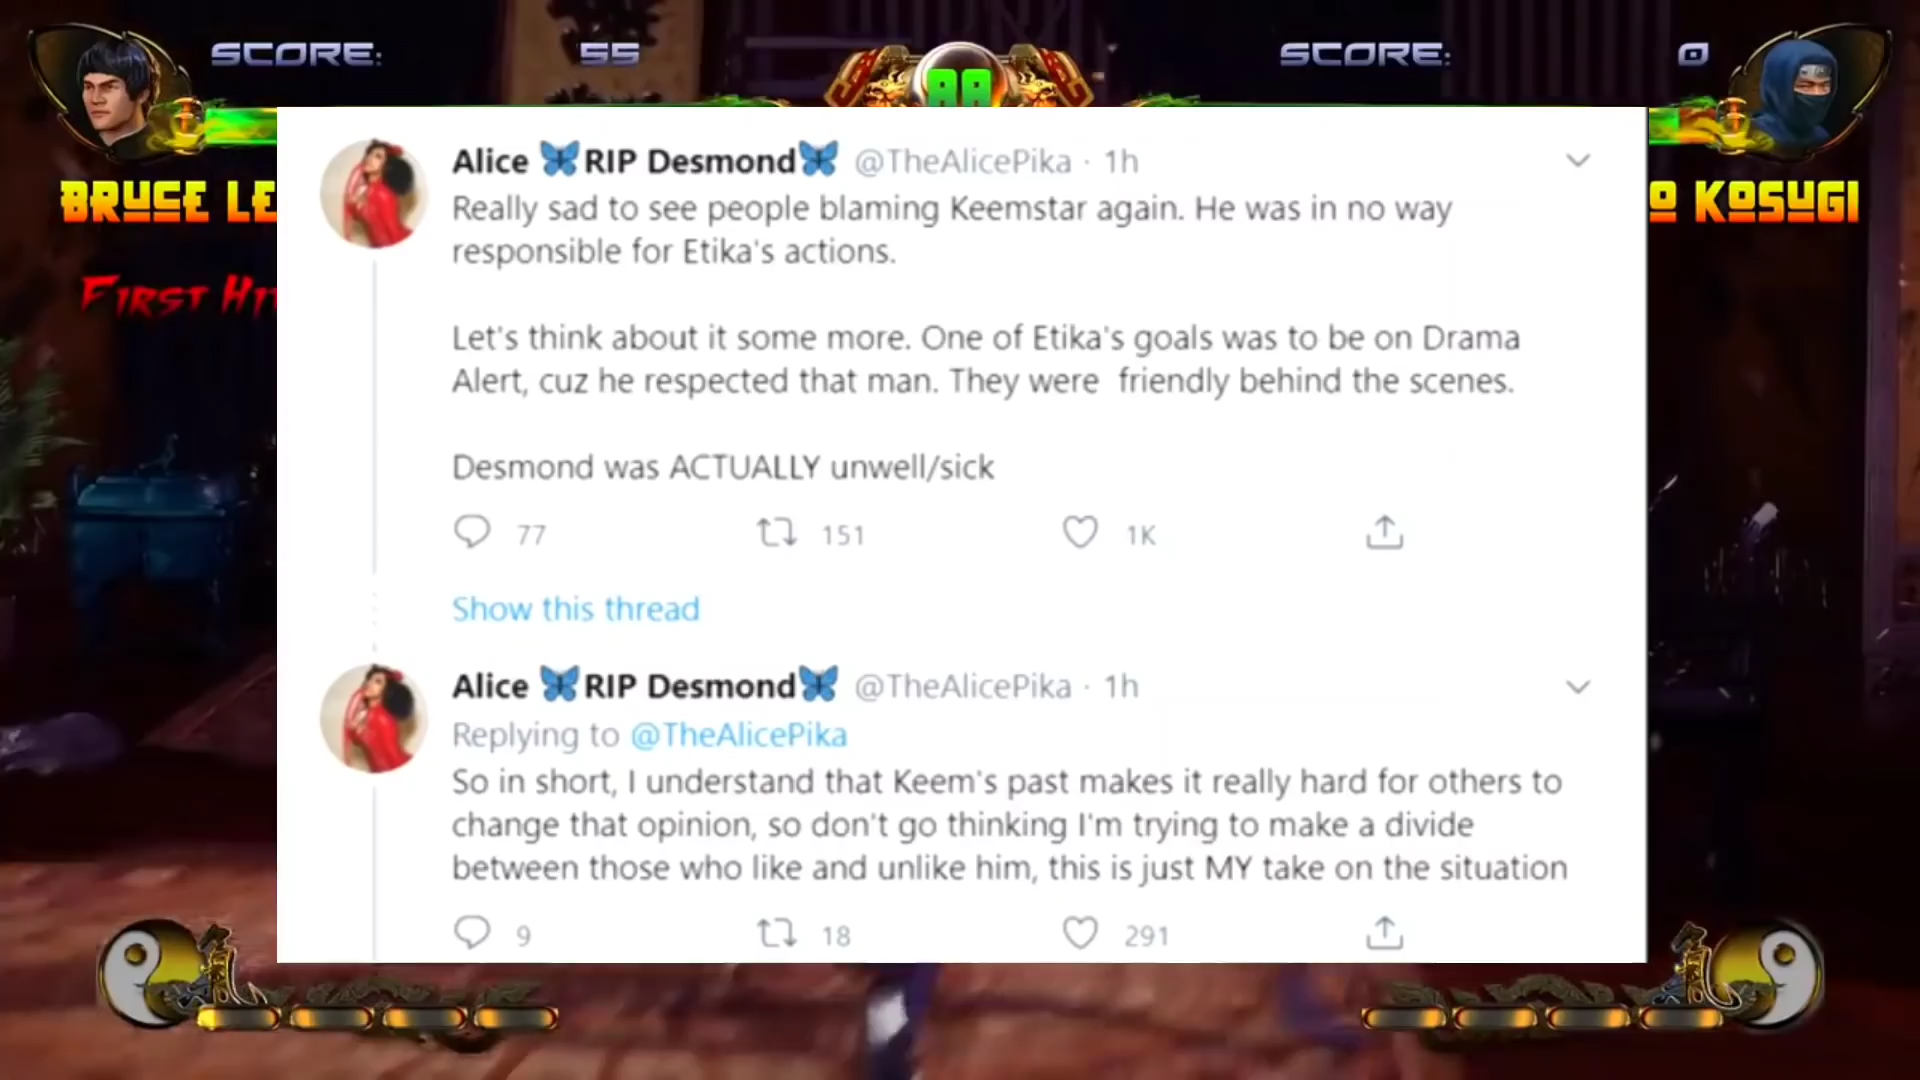 SCORE: 55 88 SCORE: 0
Alice 🦋RIP Desmond🦋 @TheAlicePika · 1h
Really sad to see people blaming Keemstar again. He was in no way
responsible for Etika's actions.
BRUCE LE
O KOSUGI
FIRST HIT
Let's think about it some more. One of Etika's goals was to be on Drama
Alert, cuz he respected that man. They were friendly behind the scenes.
Desmond was ACTUALLY unwell/sick
77 151 1K
Show this thread
Alice 🦋RIP Desmond🦋 @TheAlicePika · 1h
Replying to @TheAlicePika
So in short, I understand that Keem's past makes it really hard for others to
change that opinion, so don't go thinking I'm trying to make a divide
between those who like and unlike him, this is just MY take on the situation
9 18 291